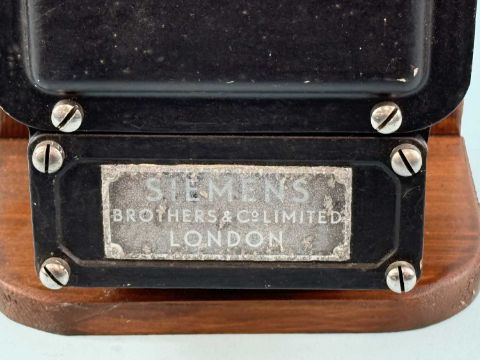 SIEMENS
BROTHERS & Cº LIMITED
LONDON